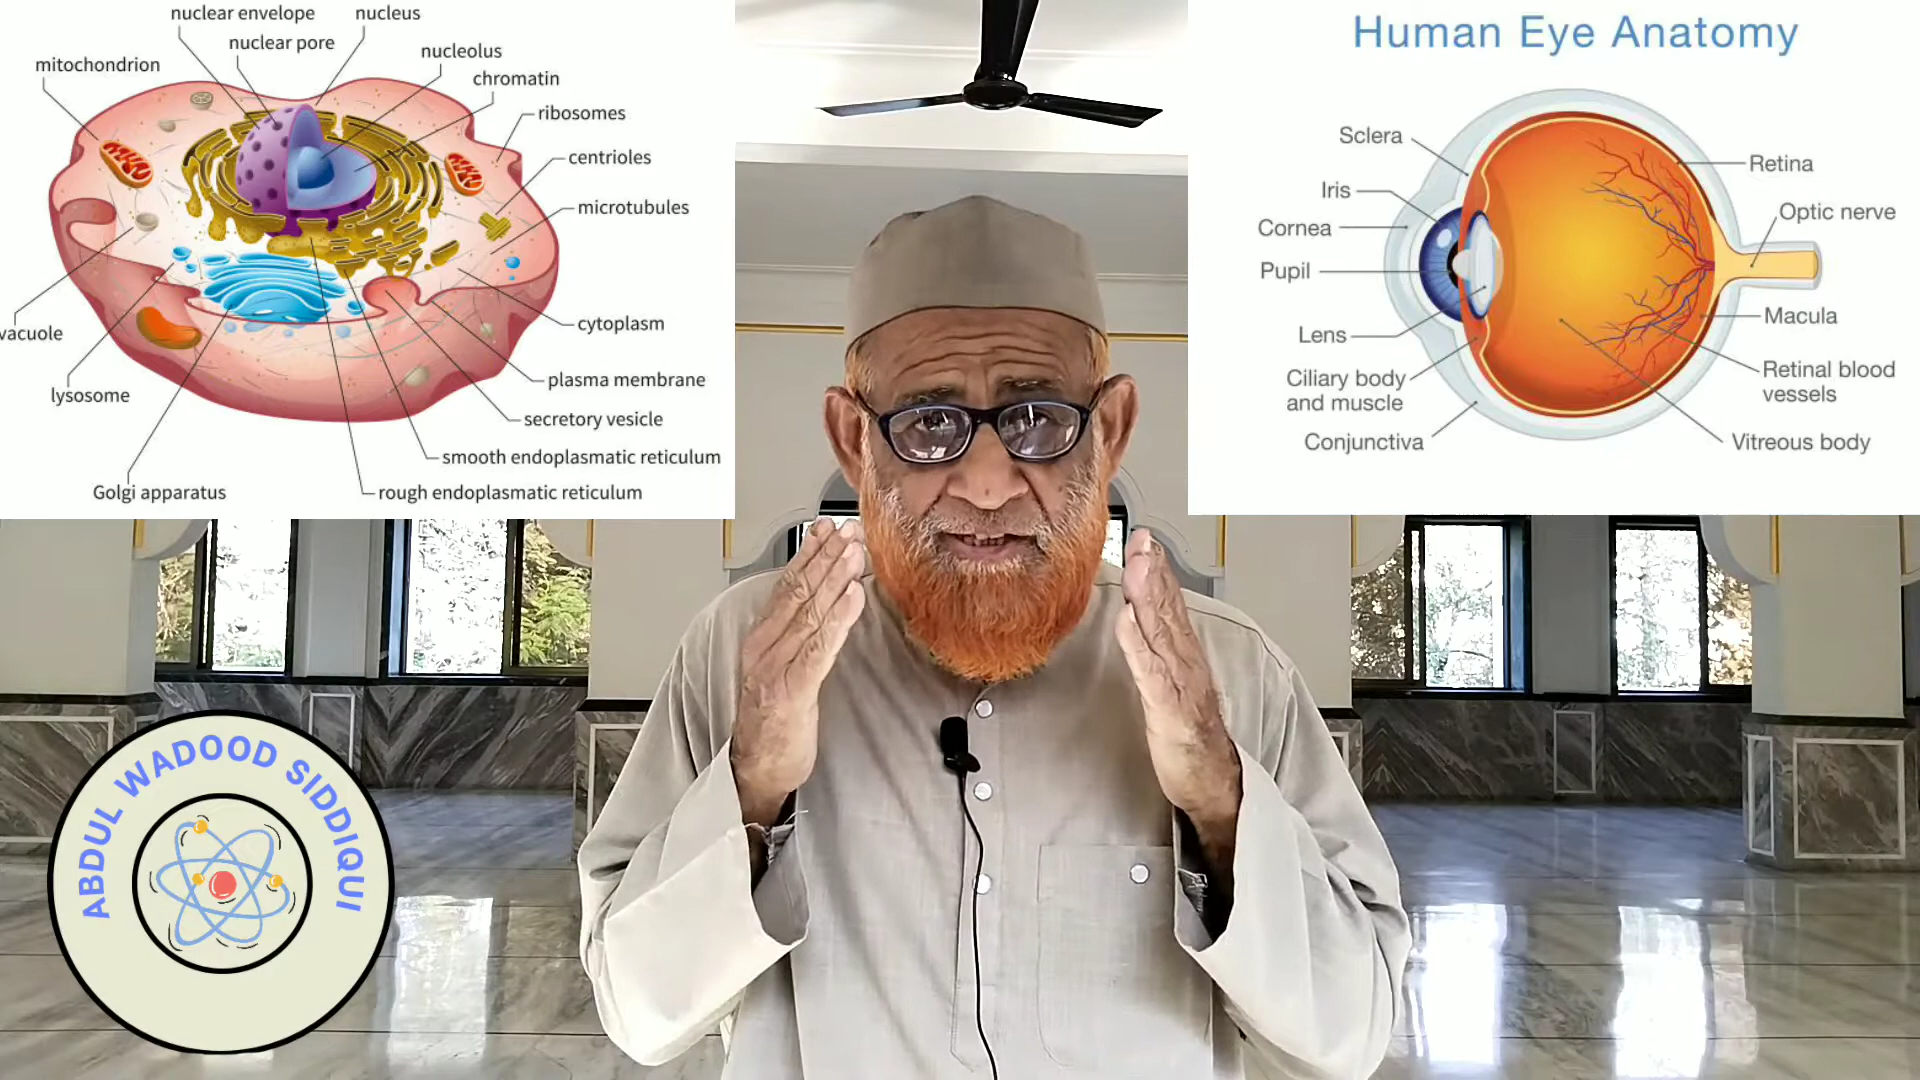 nuclear envelope
nucleus
nuclear pore
nucleolus
mitochondrion
chromatin
ribosomes
centrioles
microtubules
vacuole
cytoplasm
lysosome
plasma membrane
secretory vesicle
smooth endoplasmatic reticulum
Golgi apparatus
rough endoplasmatic reticulum
Human Eye Anatomy
Sclera
Retina
Iris
Optic nerve
Cornea
Pupil
Macula
Lens
Retinal blood
vessels
Ciliary body
and muscle
Conjunctiva
Vitreous body
ABDUL WADOOD SIDDIQUI